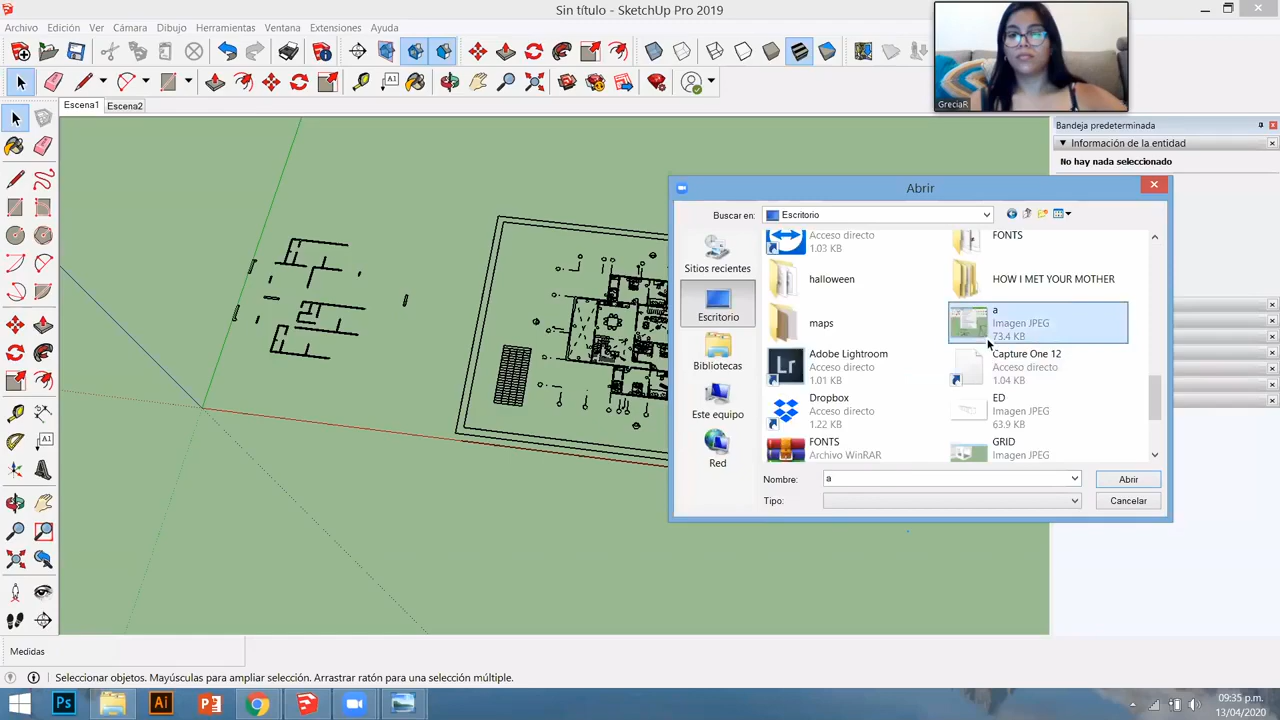 Sin título - SketchUp Pro 2019
Archivo Edición Ver Cámara Dibujo Herramientas Ventana Extensiones Ayuda
A1
Escena1 Escena2
GreciaR
Bandeja predeterminada
Información de la entidad
No hay nada seleccionado
Abrir
Buscar en: Escritorio
Sitios recientes
Escritorio
Bibliotecas
Este equipo
Red
Acceso directo
1.03 KB
FONTS
halloween
HOW I MET YOUR MOTHER
maps
a
Imagen JPEG
73.4 KB
Lr
Adobe Lightroom
Acceso directo
1.01 KB
Capture One 12
Acceso directo
1.04 KB
Dropbox
Acceso directo
1.22 KB
ED
Imagen JPEG
63.9 KB
FONTS
Archivo WinRAR
GRID
Imagen JPEG
Nombre: a
Abrir
Tipo:
Cancelar
Medidas
Seleccionar objetos. Mayúsculas para ampliar selección. Arrastrar ratón para una selección múltiple.
Ps
Ai
09:35 p.m.
13/04/2020